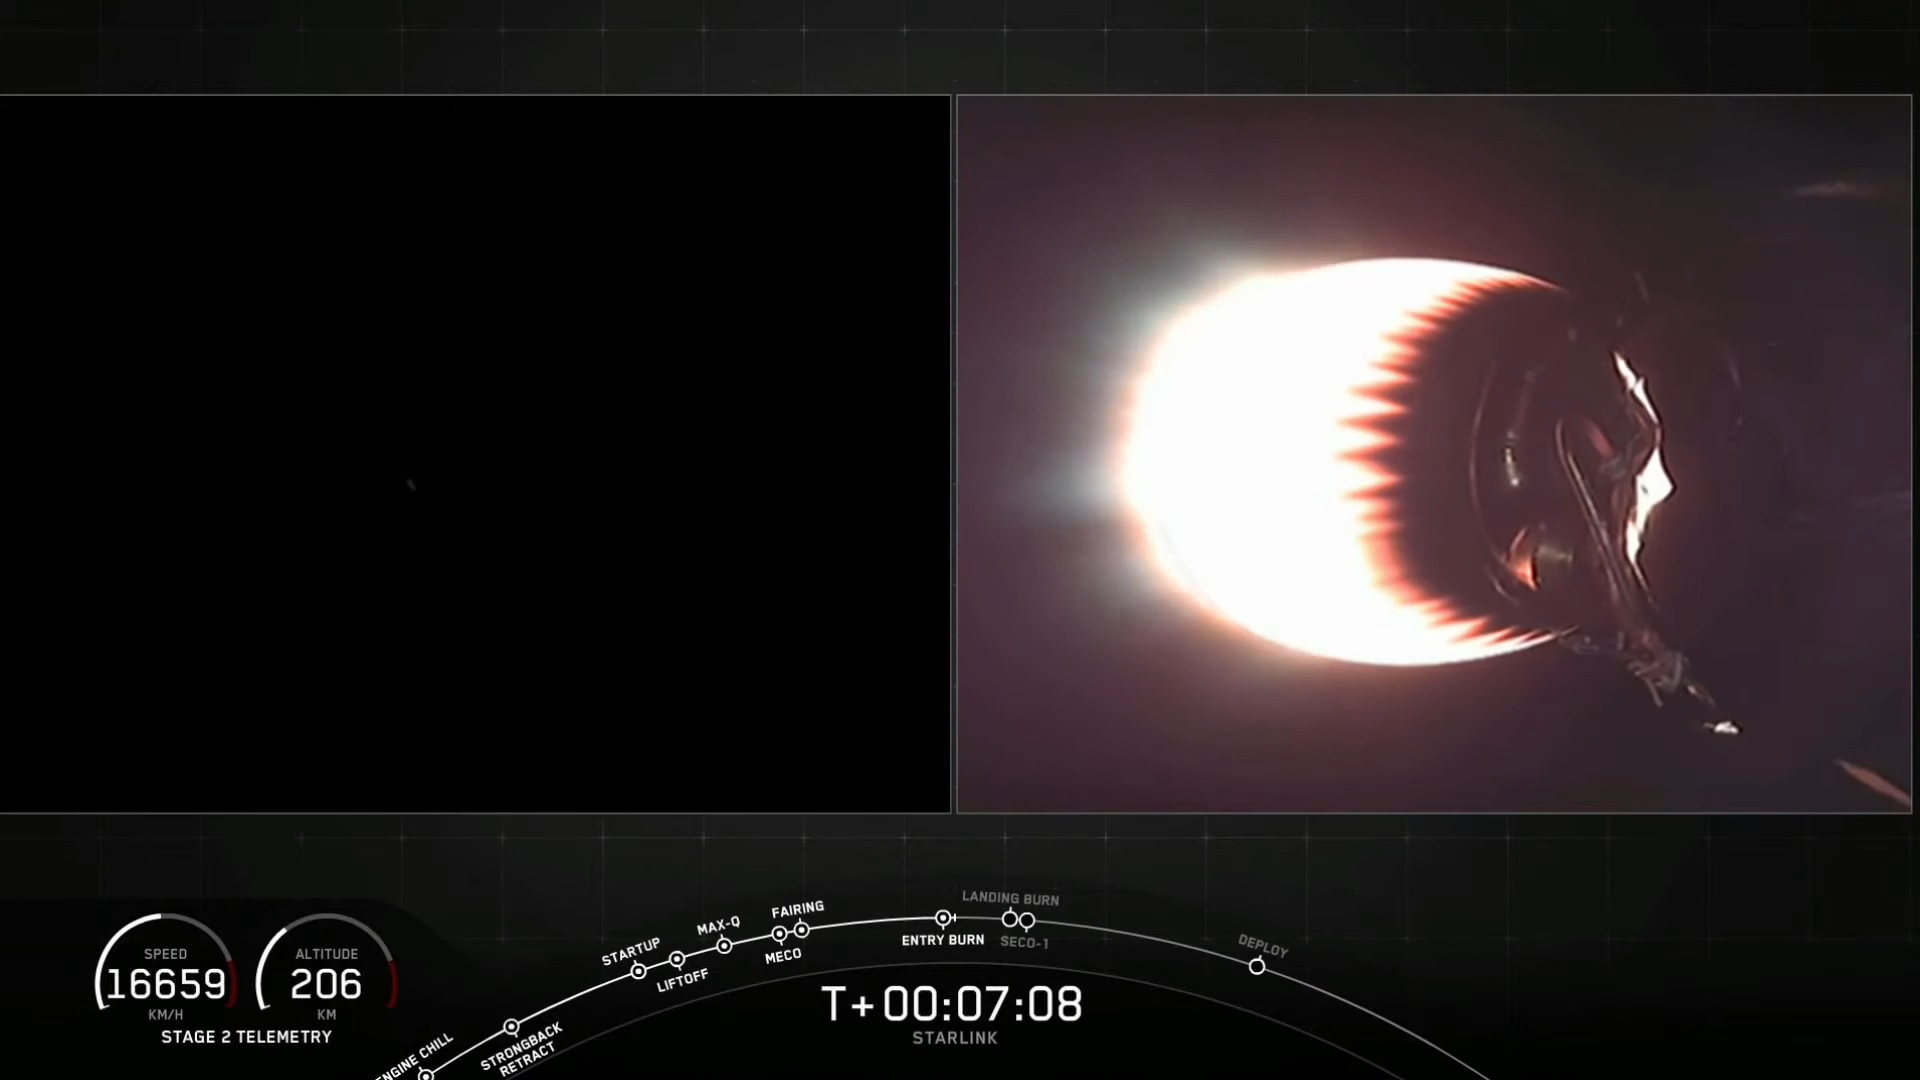 LANDING BURN
FAIRING
MAX-Q
STARTUP
LIFTOFF
MECO
ENTRY BURN
SECO-1
DEPLOY
SPEED
16659
KM/H
ALTITUDE
206
KM
STAGE 2 TELEMETRY
ENGINE CHILL
STRONGBACK
RETRACT
T+00:07:08
STARLINK